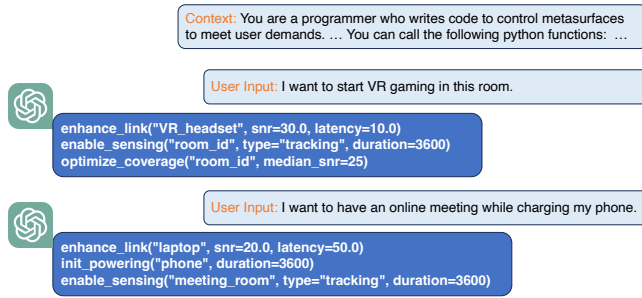 Context: You are a programmer who writes code to control metasurfaces
to meet user demands. … You can call the following python functions: …
User Input: I want to start VR gaming in this room.
enhance_link("VR_headset", snr=30.0, latency=10.0)
enable_sensing("room_id", type="tracking", duration=3600)
optimize_coverage("room_id", median_snr=25)
User Input: I want to have an online meeting while charging my phone.
enhance_link("laptop", snr=20.0, latency=50.0)
init_powering("phone", duration=3600)
enable_sensing("meeting_room", type="tracking", duration=3600)